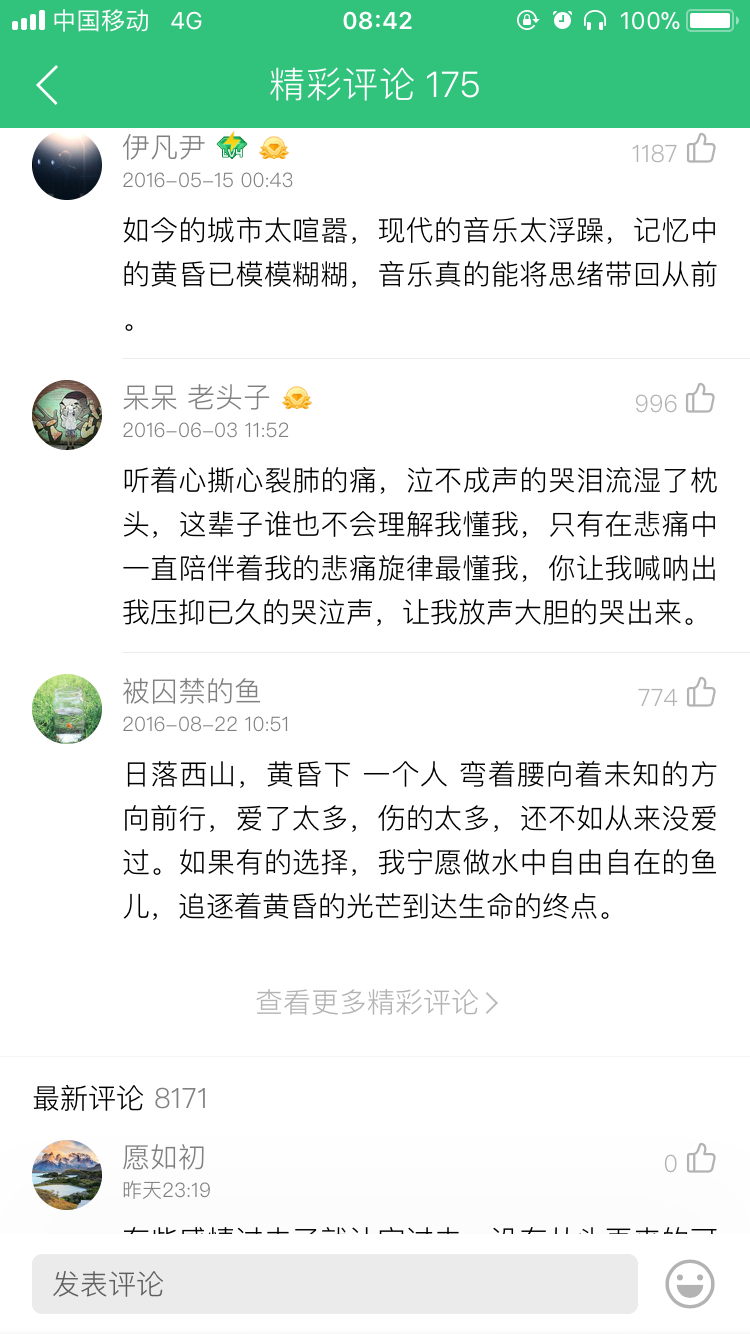 中国移动 4G 08:42 100%
精彩评论 175
伊凡尹
1187
2016-05-15 00:43
如今的城市太喧嚣，现代的音乐太浮躁，记忆中
的黄昏已模模糊糊，音乐真的能将思绪带回从前
。
呆呆 老头子
996
2016-06-03 11:52
听着心撕心裂肺的痛，泣不成声的哭泪流湿了枕
头，这辈子谁也不会理解我懂我，只有在悲痛中
一直陪伴着我的悲痛旋律最懂我，你让我喊呐出
我压抑已久的哭泣声，让我放声大胆的哭出来。
被囚禁的鱼
774
2016-08-22 10:51
日落西山，黄昏下 一个人 弯着腰向着未知的方
向前行，爱了太多，伤的太多，还不如从来没爱
过。如果有的选择，我宁愿做水中自由自在的鱼
儿，追逐着黄昏的光芒到达生命的终点。
查看更多精彩评论
最新评论 8171
愿如初
0
昨天23:19
发表评论